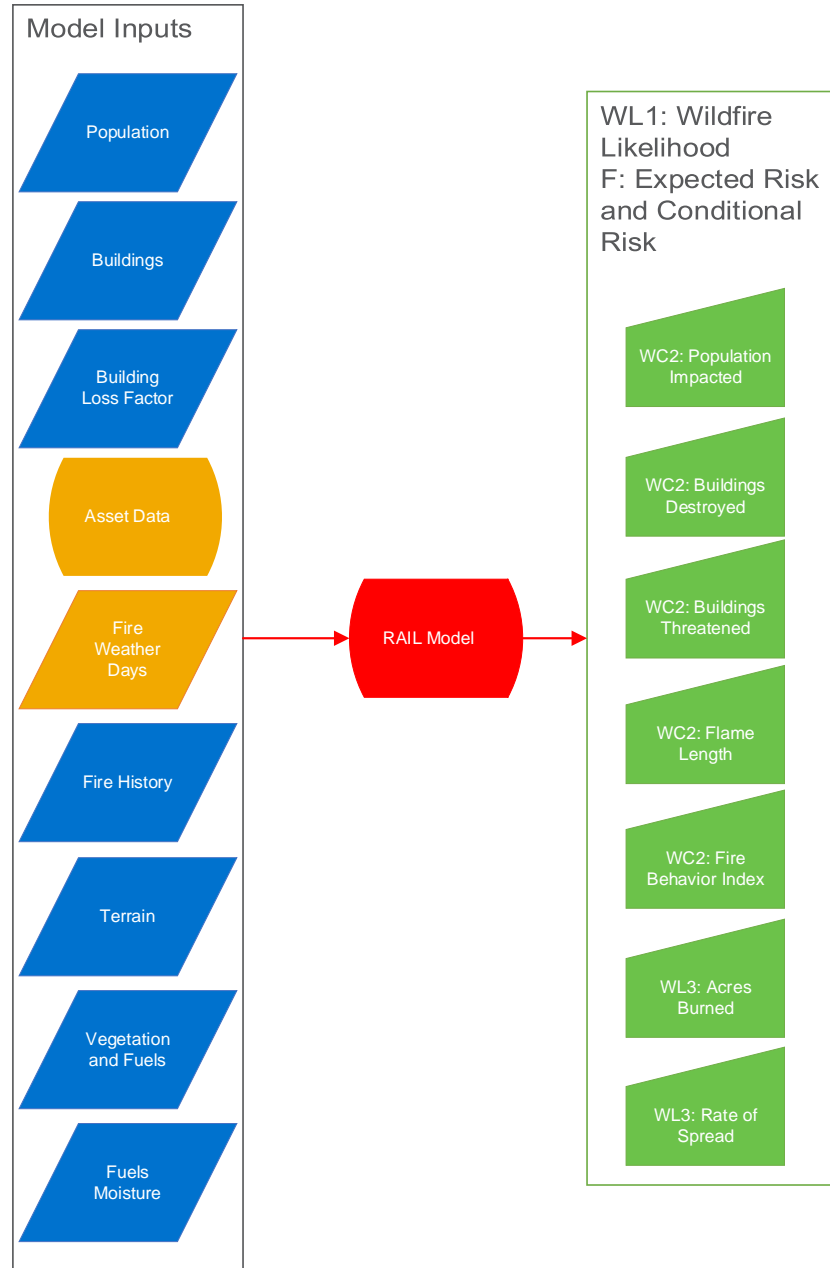 Model Inputs
Population
Buildings
Building
Loss Factor
Asset Data
Fire
Weather
Days
Fire History
Terrain
Vegetation
and Fuels
Fuels
Moisture
RAIL Model
WL1: Wildfire
Likelihood
F: Expected Risk
and Conditional
Risk
WC2: Population
Impacted
WC2: Buildings
Destroyed
WC2: Buildings
Threatened
WC2: Flame
Length
WC2: Fire
Behavior Index
WL3: Acres
Burned
WL3: Rate of
Spread